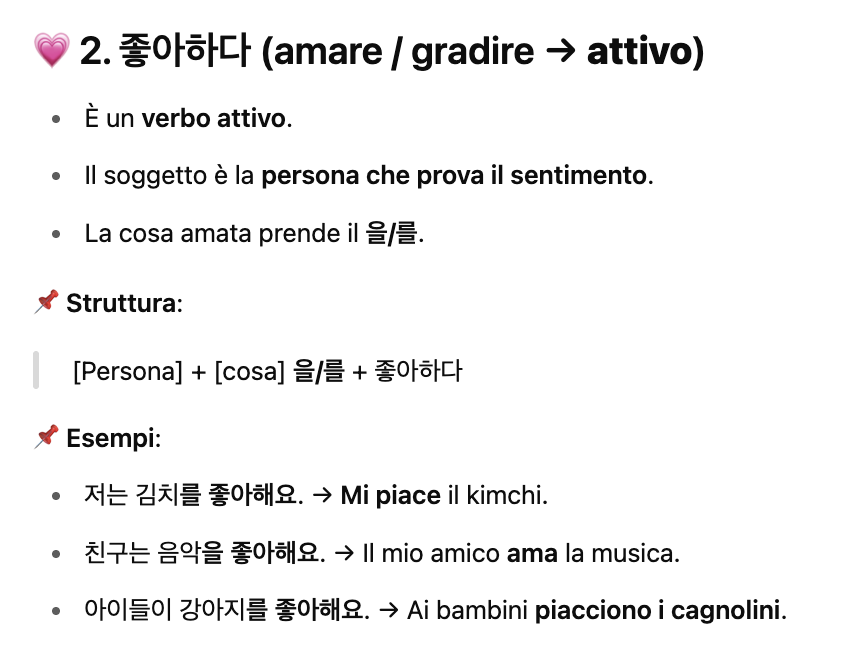 💗 2. 좋아하다 (amare / gradire → attivo)
• È un verbo attivo.
• Il soggetto è la persona che prova il sentimento.
• La cosa amata prende il 을/를.
📌 Struttura:
[Persona] + [cosa] 을/를 + 좋아하다
📌 Esempi:
• 저는 김치를 좋아해요. → Mi piace il kimchi.
• 친구는 음악을 좋아해요. → Il mio amico ama la musica.
• 아이들이 강아지를 좋아해요. → Ai bambini piacciono i cagnolini.